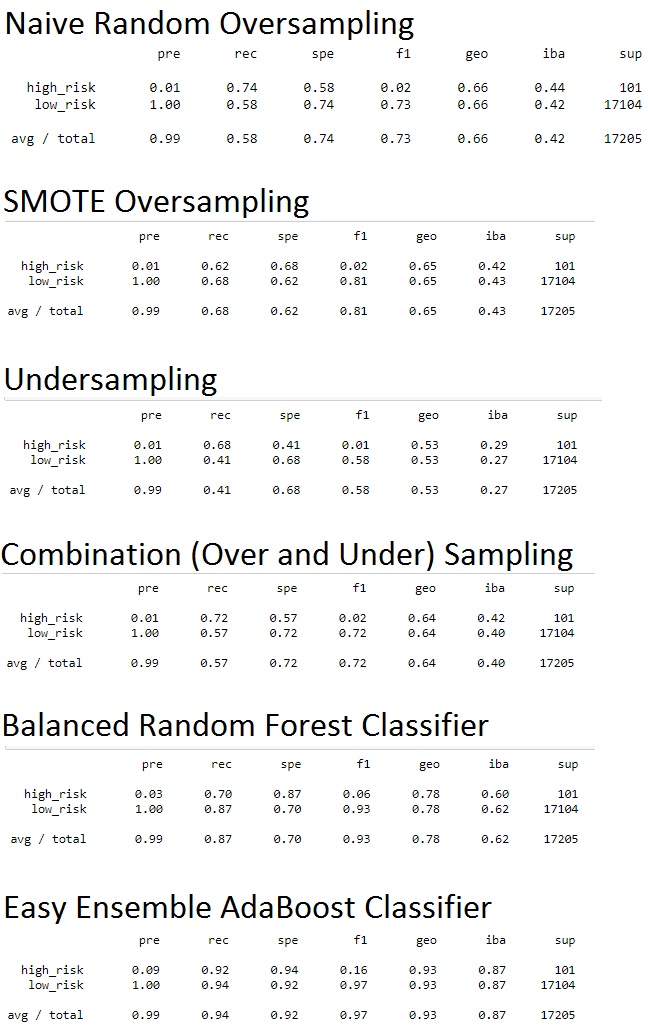 Naive Random Oversampling
pre rec spe f1 geo iba sup
high_risk 0.01 0.74 0.58 0.02 0.66 0.44 101
low_risk 1.00 0.58 0.74 0.73 0.66 0.42 17104
avg / total 0.99 0.58 0.74 0.73 0.66 0.42 17205
SMOTE Oversampling
pre rec spe f1 geo iba sup
high_risk 0.01 0.62 0.68 0.02 0.65 0.42 101
low_risk 1.00 0.68 0.62 0.81 0.65 0.43 17104
avg / total 0.99 0.68 0.62 0.81 0.65 0.43 17205
Undersampling
pre rec spe f1 geo iba sup
high_risk 0.01 0.68 0.41 0.01 0.53 0.29 101
low_risk 1.00 0.41 0.68 0.58 0.53 0.27 17104
avg / total 0.99 0.41 0.68 0.58 0.53 0.27 17205
Combination (Over and Under) Sampling
pre rec spe f1 geo iba sup
high_risk 0.01 0.72 0.57 0.02 0.64 0.42 101
low_risk 1.00 0.57 0.72 0.72 0.64 0.40 17104
avg / total 0.99 0.57 0.72 0.72 0.64 0.40 17205
Balanced Random Forest Classifier
pre rec spe f1 geo iba sup
high_risk 0.03 0.70 0.87 0.06 0.78 0.60 101
low_risk 1.00 0.87 0.70 0.93 0.78 0.62 17104
avg / total 0.99 0.87 0.70 0.93 0.78 0.62 17205
Easy Ensemble AdaBoost Classifier
pre rec spe f1 geo iba sup
high_risk 0.09 0.92 0.94 0.16 0.93 0.87 101
low_risk 1.00 0.94 0.92 0.97 0.93 0.87 17104
avg / total 0.99 0.94 0.92 0.97 0.93 0.87 17205